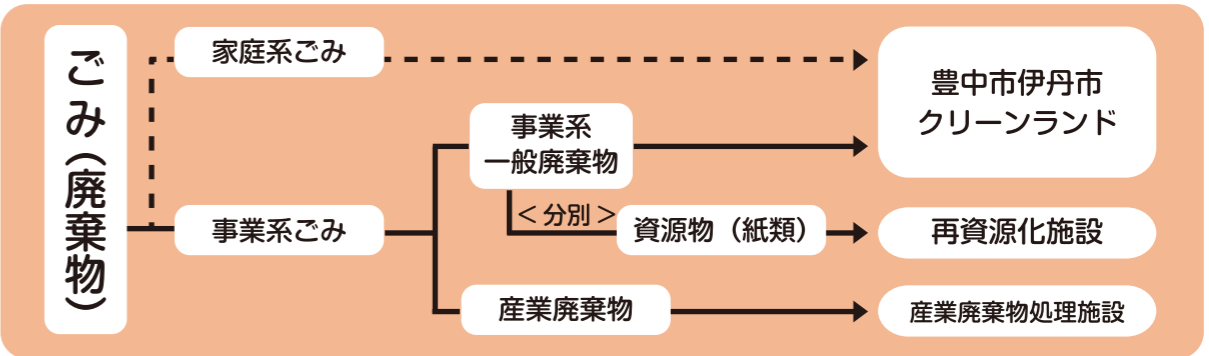 ごみ（廃棄物）
家庭系ごみ
豊中市伊丹市
クリーンランド
事業系
一般廃棄物
事業系ごみ
＜分別＞
資源物（紙類）
再資源化施設
産業廃棄物
産業廃棄物処理施設